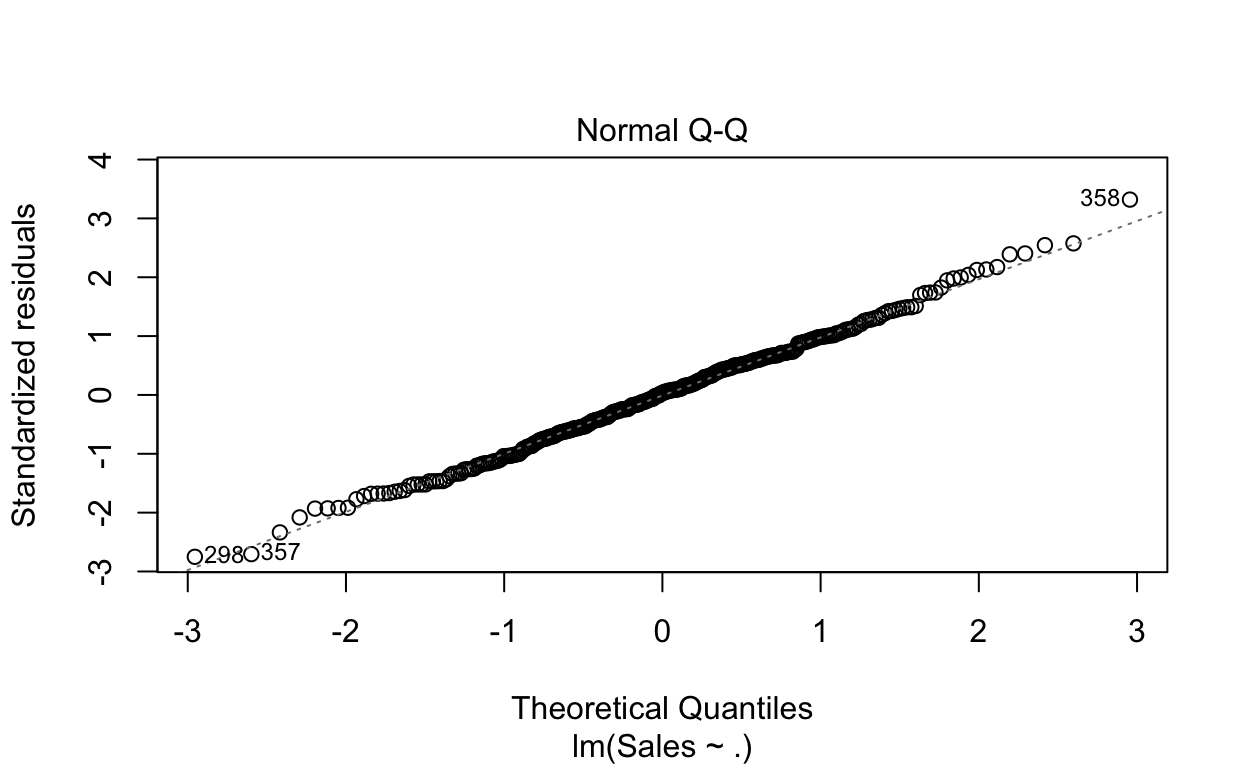 Normal Q-Q
Standardized residuals
4
3
2
1
0
-1
-2
-3
358
298
357
-3 -2 -1 0 1 2 3
Theoretical Quantiles
lm(Sales ~ .)